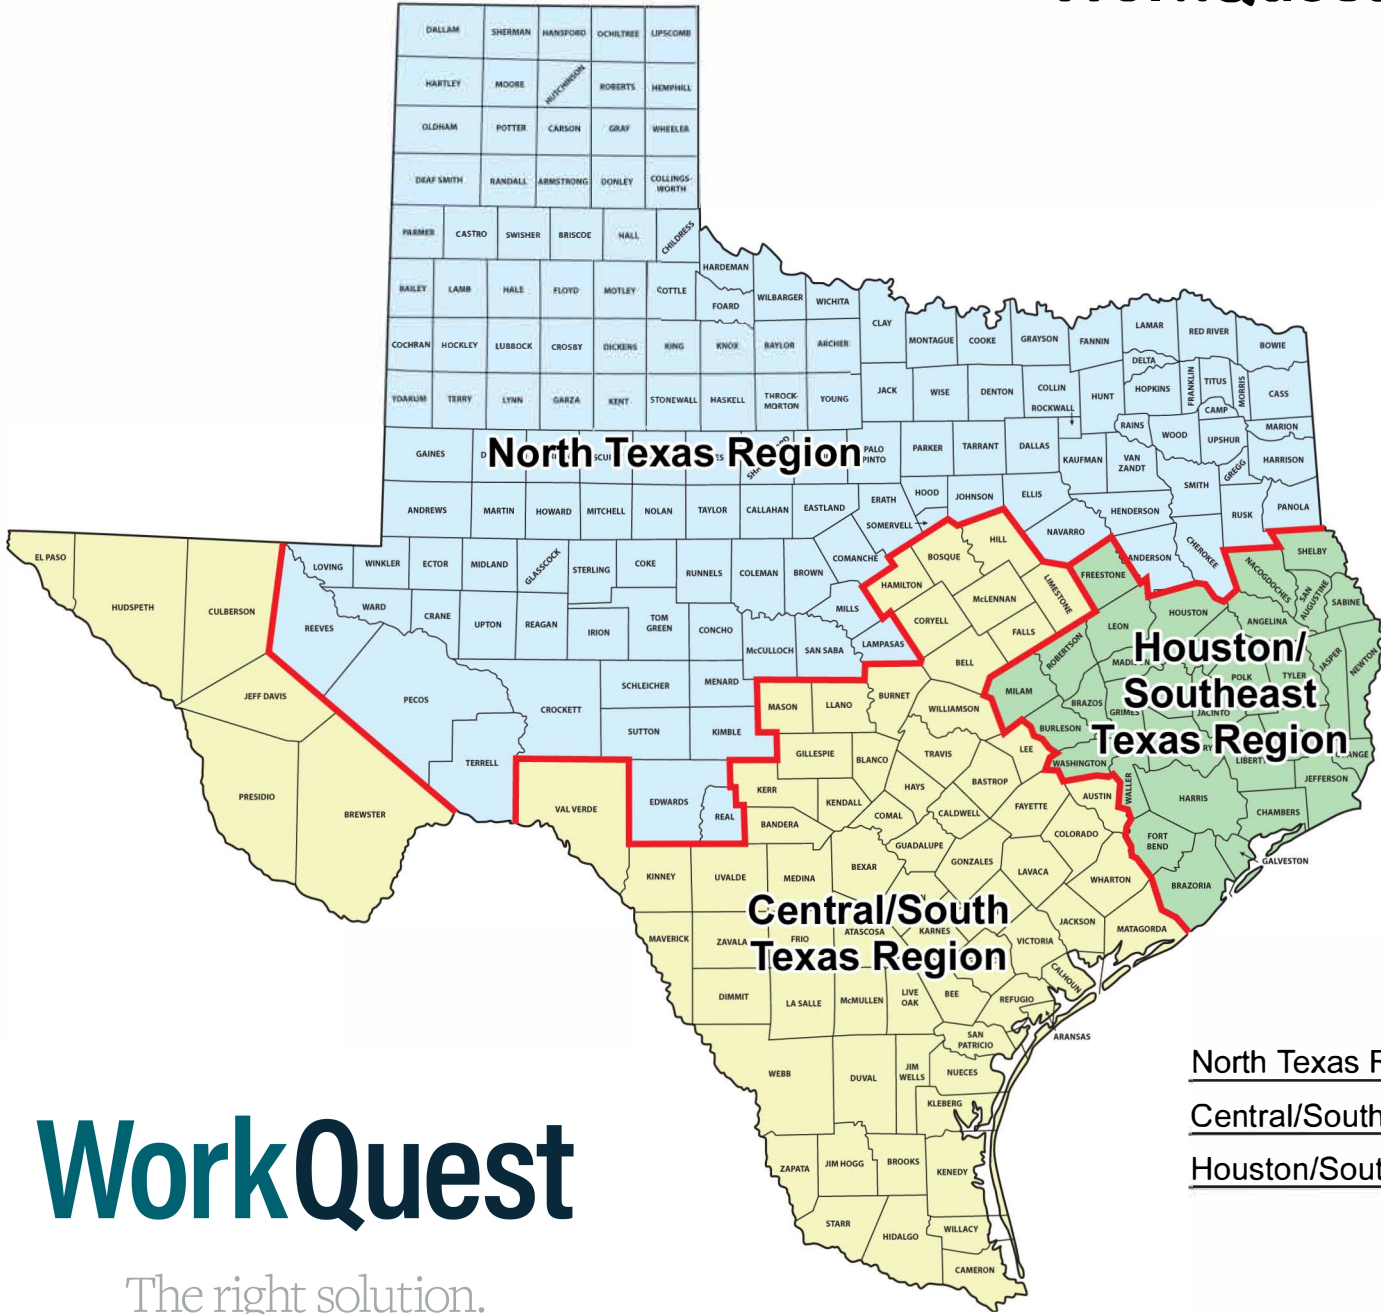 DALLAM SHERMAN HANSFORD OCHILTREE LIPSCOMB
HARTLEY MOORE HUTCHINSON ROBERTS HEMPHILL
OLDHAM POTTER CARSON GRAY WHEELER
DEAF SMITH RANDALL ARMSTRONG DONLEY COLLINGS-
WORTH
PARMER CASTRO SWISHER BRISCOE HALL CHILDRESS
HARDEMAN
BAILEY LAMB HALE FLOYD MOTLEY COTTLE FOARD WILBARGER WICHITA
CLAY LAMAR RED RIVER
COCHRAN HOCKLEY LUBBOCK CROSBY DICKENS KING KNOX BAYLOR ARCHER MONTAGUE COOKE GRAYSON FANNIN BOWIE
DELTA
YOAKUM TERRY LYNN GARZA KENT STONEWALL HASKELL THROCK-
MORTON YOUNG JACK WISE DENTON COLLIN HUNT HOPKINS FRANKLIN TITUS MORRIS CASS
ROCKWALL CAMP
RAINS WOOD UPSHUR MARION
GAINES
North Texas Region
PALO
PINTO PARKER TARRANT DALLAS KAUFMAN VAN
ZANDT GREGG HARRISON
SMITH
ANDREWS MARTIN HOWARD MITCHELL NOLAN TAYLOR CALLAHAN EASTLAND ERATH HOOD JOHNSON ELLIS HENDERSON RUSK PANOLA
SOMERVELL NAVARRO
EL PASO HUDSPETH CULBERSON
LOVING WINKLER ECTOR MIDLAND GLASSCOCK STERLING COKE RUNNELS COLEMAN BROWN COMANCHE BOSQUE HILL ANDERSON CHEROKEE SHELBY
HAMILTON McLENNAN LIMESTONE FREESTONE NACOGDOCHES SAN
AUGUSTINE SABINE
REEVES WARD CRANE UPTON REAGAN IRION TOM
GREEN CONCHO MILLS CORYELL FALLS LEON HOUSTON ANGELINA
McCULLOCH SAN SABA LAMPASAS BELL ROBERTSON
Houston/
Southeast
Texas Region
POLK TYLER JASPER NEWTON
JEFF DAVIS PECOS CROCKETT SCHLEICHER MENARD MASON LLANO BURNET WILLIAMSON MILAM BRAZOS GRIMES
JACINTO
SUTTON KIMBLE BURLESON
TERRELL GILLESPIE BLANCO TRAVIS LEE WASHINGTON JEFFERSON
PRESIDIO BREWSTER VAL VERDE EDWARDS REAL KERR KENDALL HAYS BASTROP FAYETTE AUSTIN WALLER HARRIS CHAMBERS
BANDERA COMAL CALDWELL COLORADO FORT
BEND
KINNEY UVALDE MEDINA BEXAR GUADALUPE GONZALES LAVACA WHARTON BRAZORIA GALVESTON
Central/South
Texas Region
MAVERICK ZAVALA FRIO ATASCOSA KARNES VICTORIA JACKSON MATAGORDA
DIMMIT LA SALLE McMULLEN LIVE
OAK BEE REFUGIO CALHOUN
SAN
PATRICIO ARANSAS
WEBB DUVAL JIM
WELLS NUECES
KLEBERG
ZAPATA JIM HOGG BROOKS KENEDY
STARR HIDALGO WILLACY
CAMERON
North Texas
Central/South
WorkQuest
The right solution.